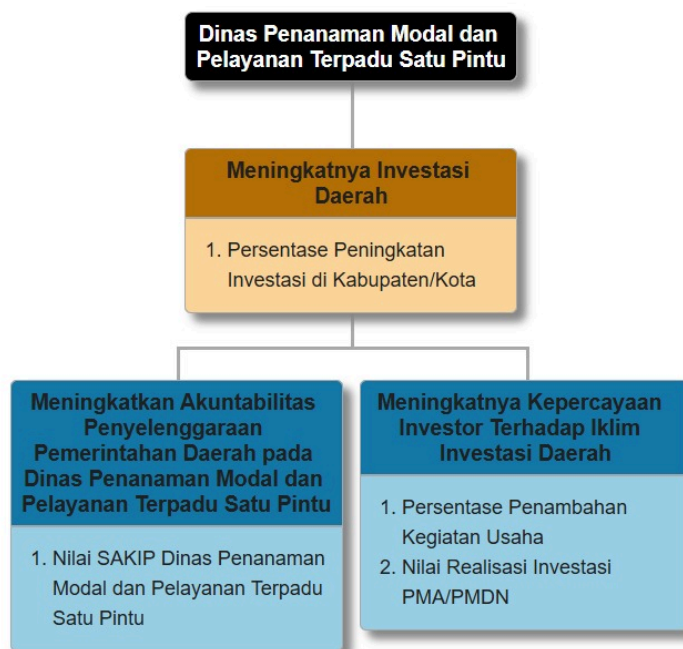 Dinas Penanaman Modal dan
Pelayanan Terpadu Satu Pintu
Meningkatnya Investasi
Daerah
1. Persentase Peningkatan
Investasi di Kabupaten/Kota
Meningkatkan Akuntabilitas
Penyelenggaraan
Pemerintahan Daerah pada
Dinas Penanaman Modal dan
Pelayanan Terpadu Satu Pintu
1. Nilai SAKIP Dinas Penanaman
Modal dan Pelayanan Terpadu
Satu Pintu
Meningkatnya Kepercayaan
Investor Terhadap Iklim
Investasi Daerah
1. Persentase Penambahan
Kegiatan Usaha
2. Nilai Realisasi Investasi
PMA/PMDN